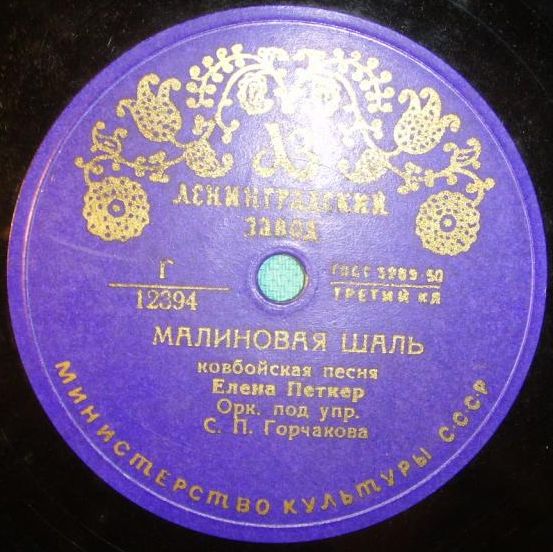 ЛЗ
ЛЕНИНГРАДСКИЙ
ЗАВОД
Г
12394
ГОСТ 5289-50
ТРЕТИЙ КЛ
МАЛИНОВАЯ ШАЛЬ
ковбойская песня
Елена Петкер
Орк. под упр.
С. П. Горчакова
МИНИСТЕРСТВО КУЛЬТУРЫ СССР